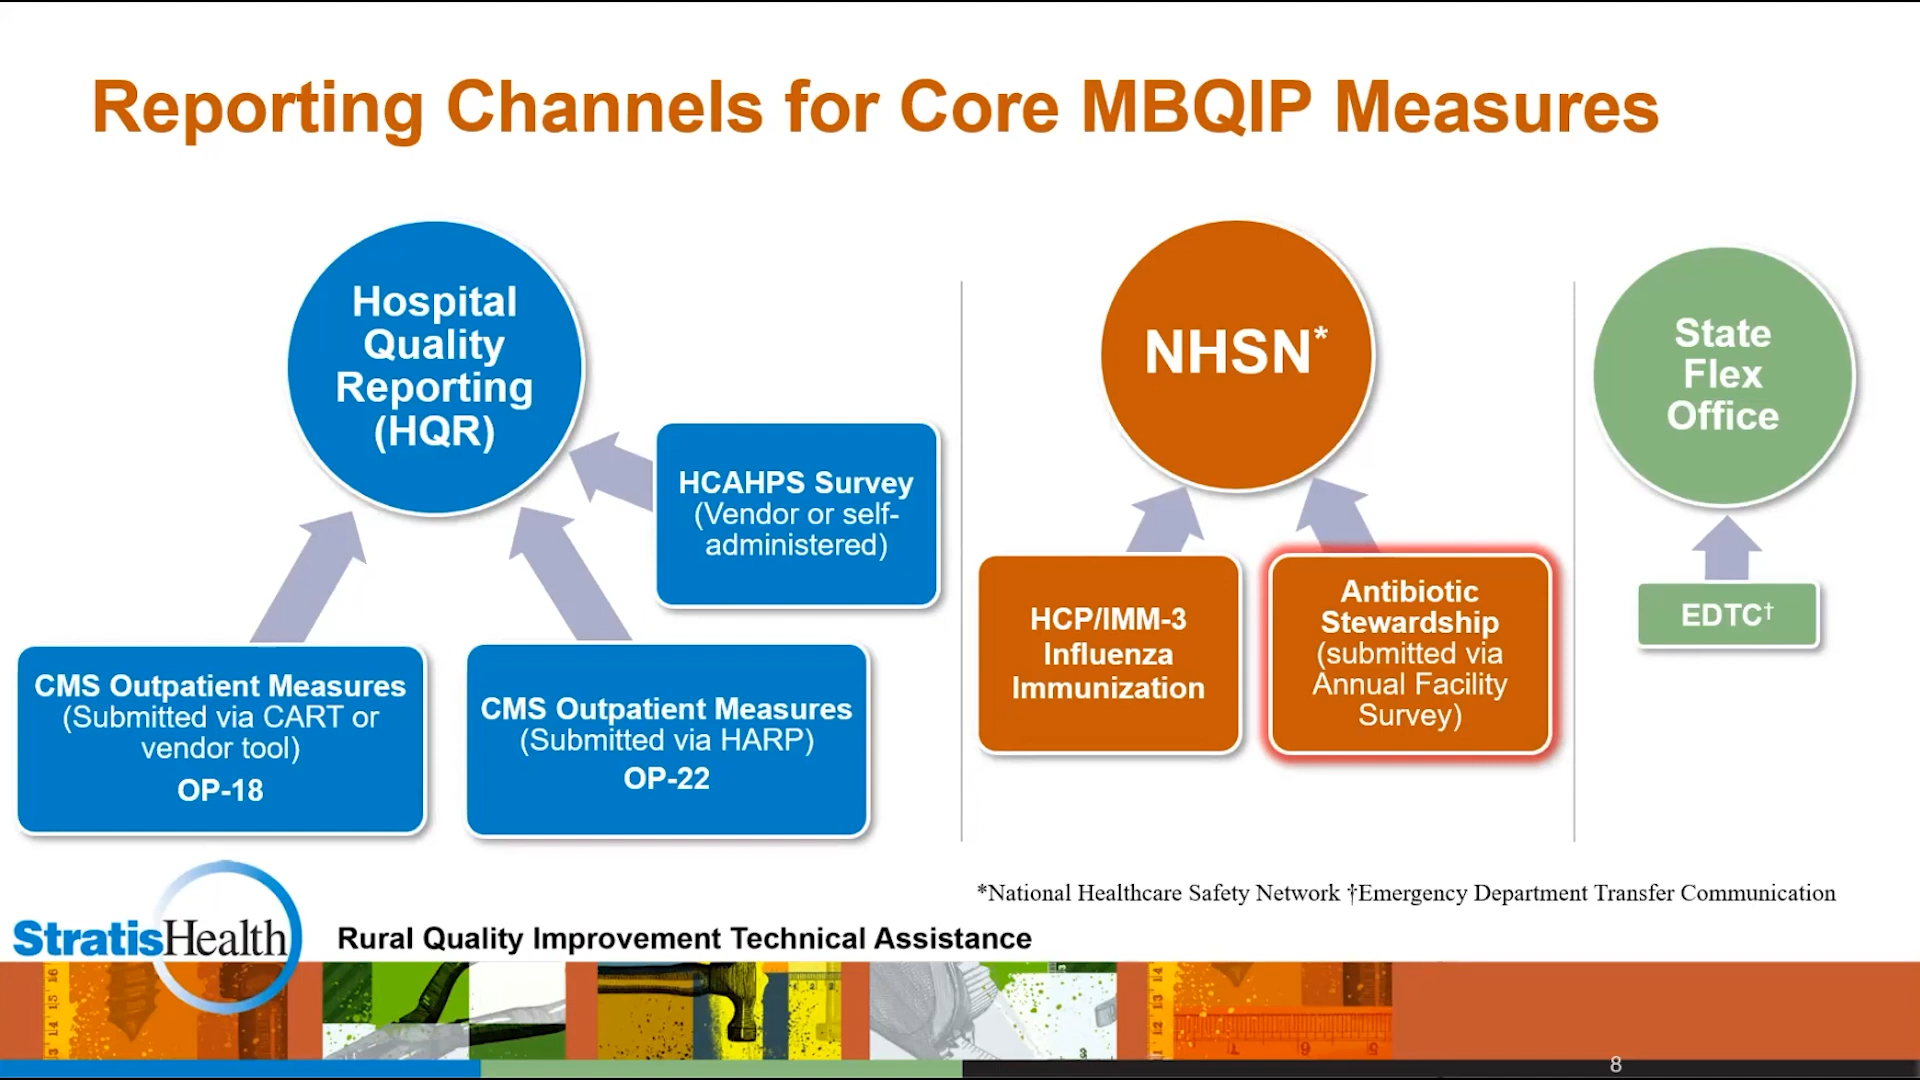 Reporting Channels for Core MBQIP Measures
Hospital
Quality
Reporting
(HQR)
HCAHPS Survey
(Vendor or self-
administered)
CMS Outpatient Measures
(Submitted via CART or
vendor tool)
OP-18
CMS Outpatient Measures
(Submitted via HARP)
OP-22
NHSN*
HCP/IMM-3
Influenza
Immunization
Antibiotic
Stewardship
(submitted via
Annual Facility
Survey)
State
Flex
Office
EDTC†
*National Healthcare Safety Network †Emergency Department Transfer Communication
StratisHealth
Rural Quality Improvement Technical Assistance
8